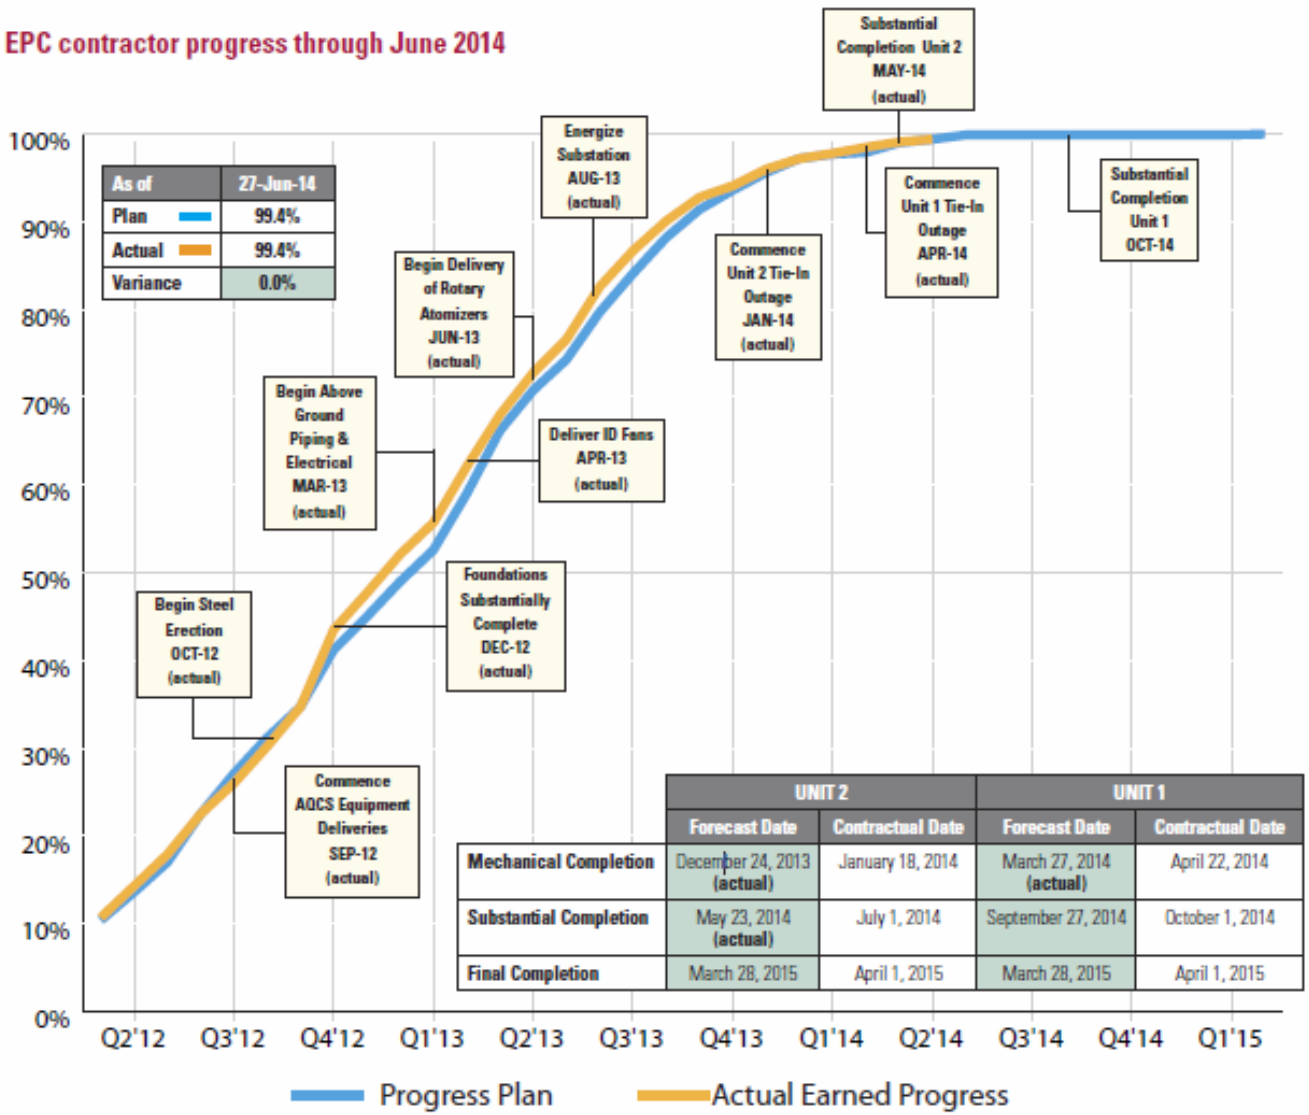 EPC contractor progress through June 2014
Substantial
Completion Unit 2
MAY-14
(actual)
Energize
Substation
AUG-13
(actual)
100%
90%
80%
70%
60%
50%
40%
30%
20%
10%
0%
As of 27-Jun-14
Plan 99.4%
Actual 99.4%
Variance 0.0%
Begin Delivery
of Rotary
Atomizers
JUN-13
(actual)
Commence
Unit 2 Tie-In
Outage
JAN-14
(actual)
Commence
Unit 1 Tie-In
Outage
APR-14
(actual)
Substantial
Completion
Unit 1
OCT-14
Begin Above
Ground
Piping &
Electrical
MAR-13
(actual)
Deliver ID Fans
APR-13
(actual)
Begin Steel
Erection
OCT-12
(actual)
Foundations
Substantially
Complete
DEC-12
(actual)
Commence
AQCS Equipment
Deliveries
SEP-12
(actual)
UNIT 2 UNIT 1
Forecast Date Contractual Date Forecast Date Contractual Date
Mechanical Completion December 24, 2013 (actual) January 18, 2014 March 27, 2014 (actual) April 22, 2014
Substantial Completion May 23, 2014 (actual) July 1, 2014 September 27, 2014 October 1, 2014
Final Completion March 28, 2015 April 1, 2015 March 28, 2015 April 1, 2015
Q2'12 Q3'12 Q4'12 Q1'13 Q2'13 Q3'13 Q4'13 Q1'14 Q2'14 Q3'14 Q4'14 Q1'15
Progress Plan Actual Earned Progress